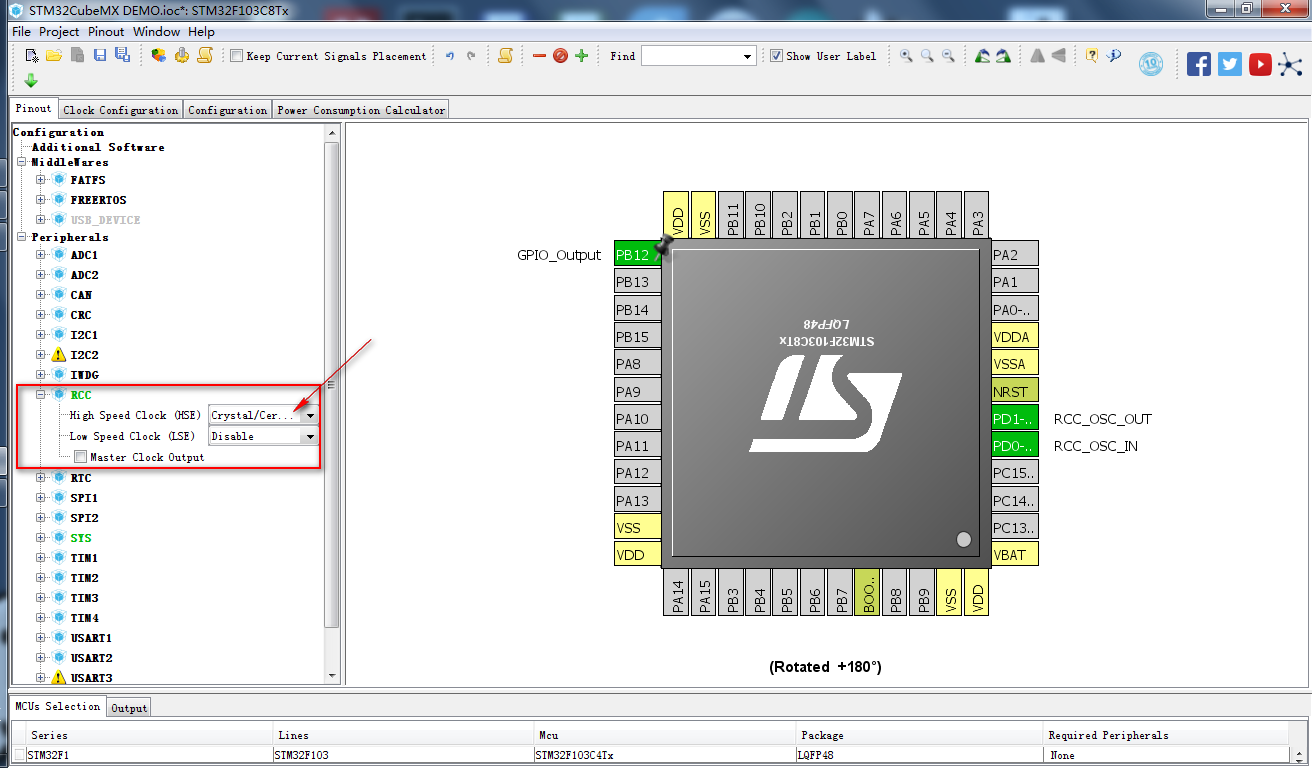 STM32CubeMX DEMO.ioc*: STM32F103C8Tx
File Project Pinout Window Help
Keep Current Signals Placement
Find
Show User Label
Pinout Clock Configuration Configuration Power Consumption Calculator
Configuration
Additional Software
MiddleWares
FATFS
FREERTOS
USB_DEVICE
Peripherals
ADC1
ADC2
CAN
CRC
I2C1
I2C2
IWDG
RCC
High Speed Clock (HSE) Crystal/Cer...
Low Speed Clock (LSE) Disable
Master Clock Output
RTC
SPI1
SPI2
SYS
TIM1
TIM2
TIM3
TIM4
USART1
USART2
USART3
VDD VSS PB11 PB10 PB2 PB1 PB0 PA7 PA6 PA5 PA4 PA3
GPIO_Output PB12
PB13
PB14
PB15
PA8
PA9
PA10
PA11
PA12
PA13
VSS
VDD
STM32F103C8Tx
LQFP48
PA2
PA1
PA0-..
VDDA
VSSA
NRST
PD1-.. RCC_OSC_OUT
PD0-.. RCC_OSC_IN
PC15..
PC14..
PC13..
VBAT
PA14 PA15 PB3 PB4 PB5 PB6 PB7 BOO.. PB8 PB9 VSS VDD
(Rotated +180°)
MCUs Selection Output
Series Lines Mcu Package Required Peripherals
STM32F1 STM32F103 STM32F103C4Tx LQFP48 None